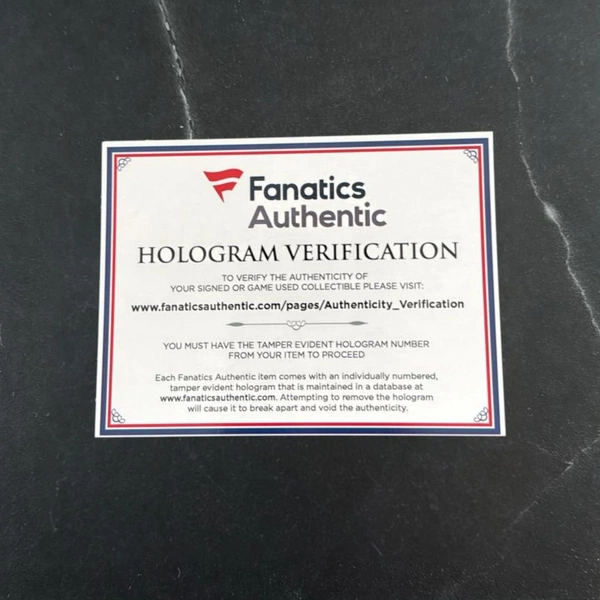 Fanatics
Authentic
HOLOGRAM VERIFICATION
TO VERIFY THE AUTHENTICITY OF
YOUR SIGNED OR GAME USED COLLECTIBLE PLEASE VISIT:
www.fanaticsauthentic.com/pages/Authenticity_Verification
YOU MUST HAVE THE TAMPER EVIDENT HOLOGRAM NUMBER
FROM YOUR ITEM TO PROCEED
Each Fanatics Authentic item comes with an individually numbered,
tamper evident hologram that is maintained in a database at
www.fanaticsauthentic.com. Attempting to remove the hologram
will cause it to break apart and void the authenticity.